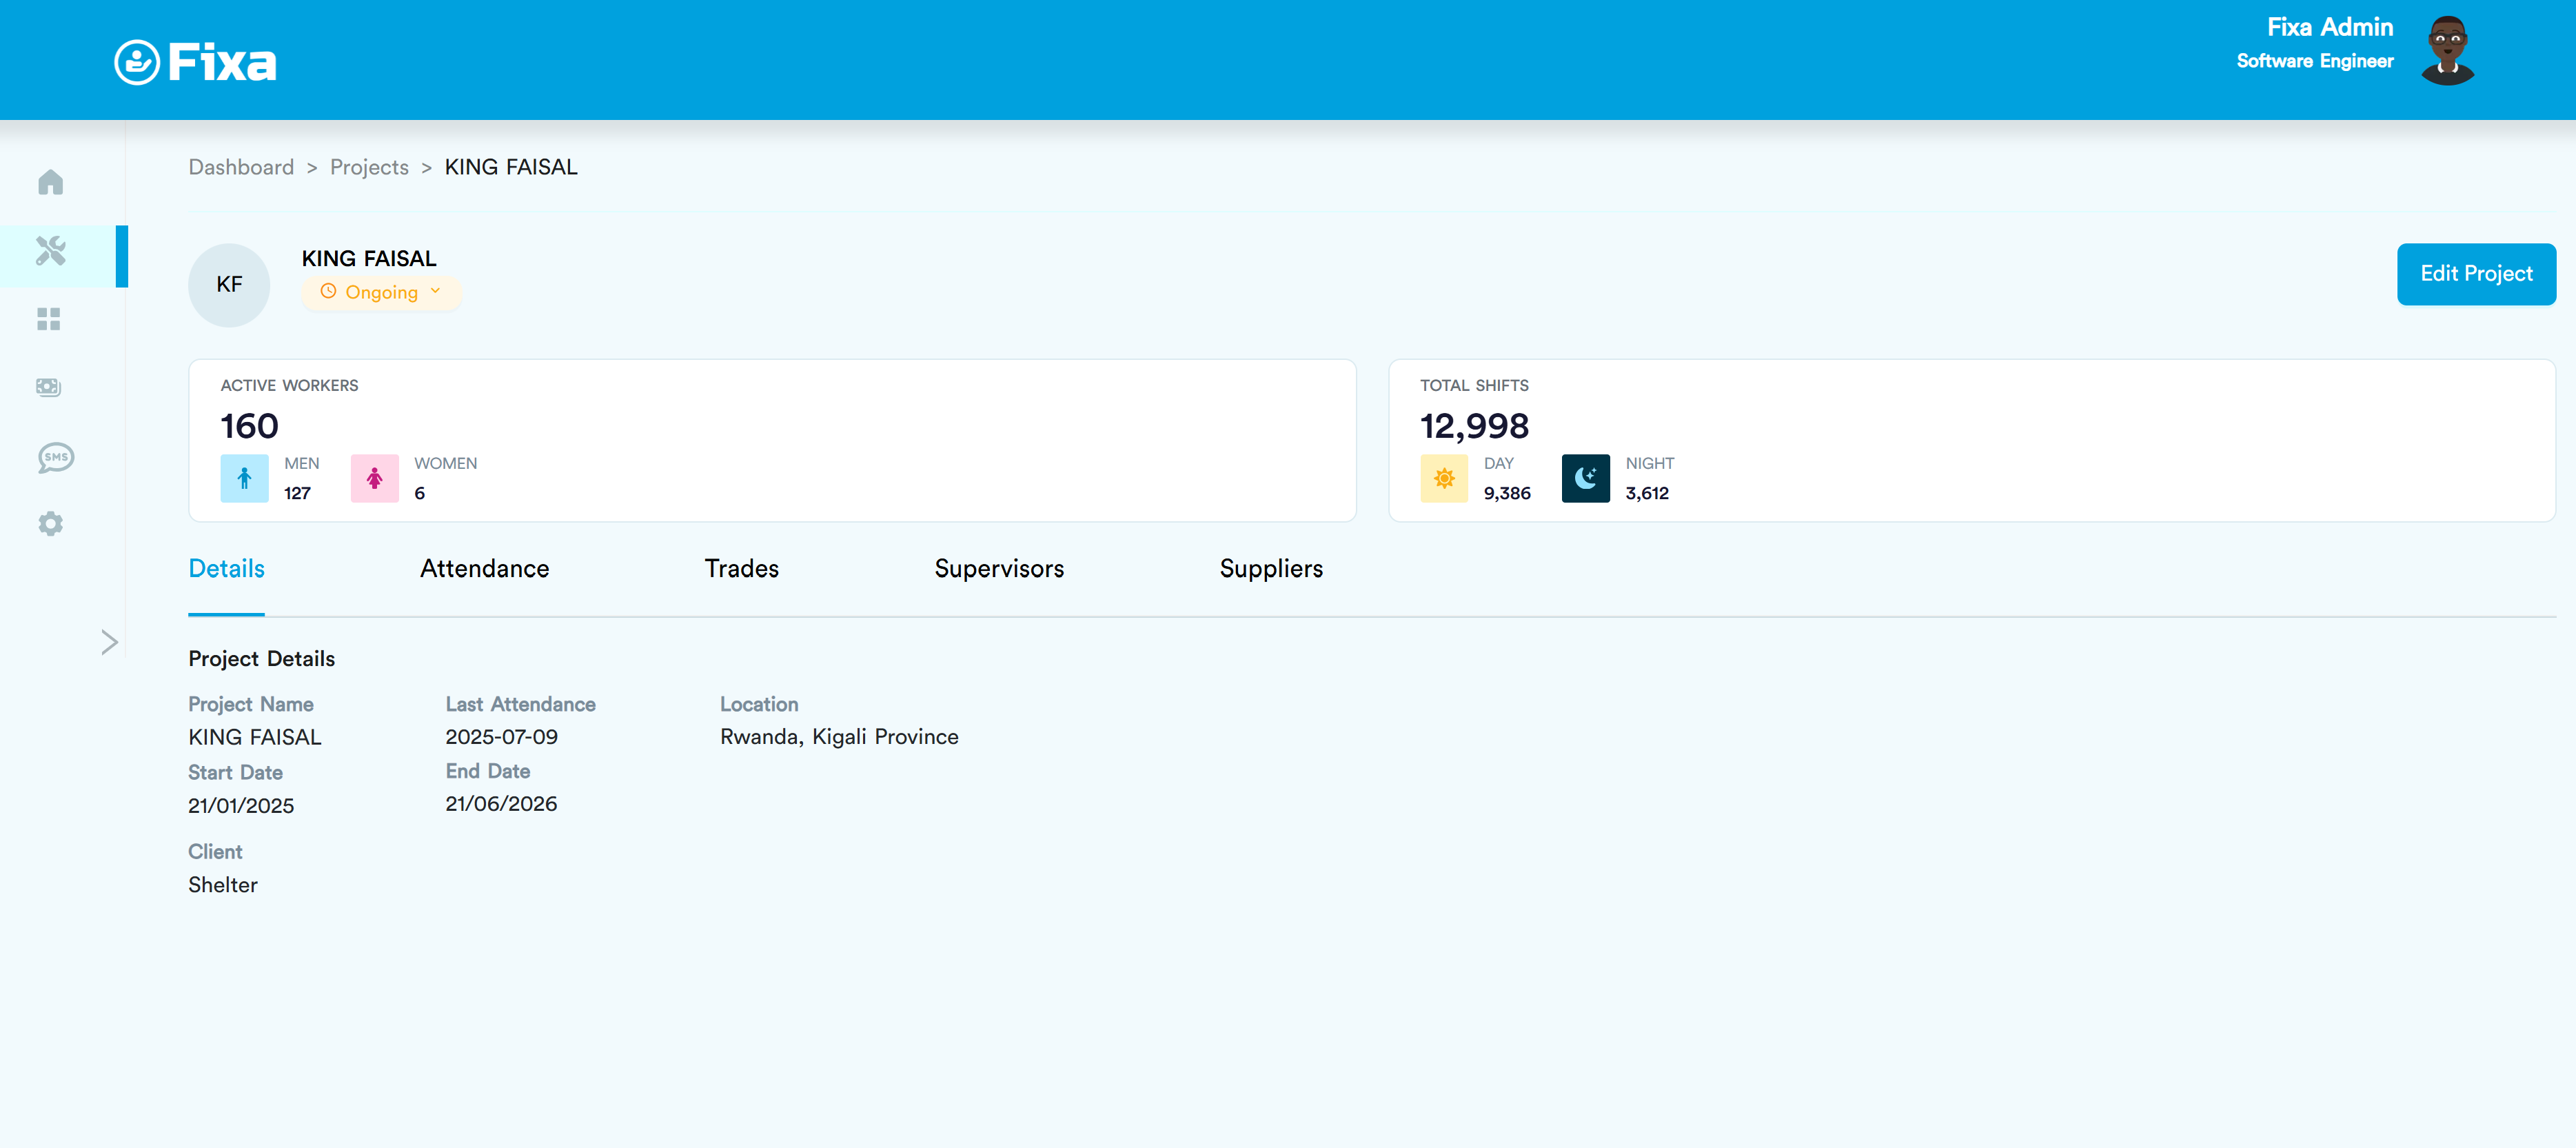 Fixa
Fixa Admin
Software Engineer
Dashboard > Projects > KING FAISAL
KF
KING FAISAL
Ongoing
Edit Project
ACTIVE WORKERS
160
MEN
127
WOMEN
6
TOTAL SHIFTS
12,998
DAY
9,386
NIGHT
3,612
SMS
Details
Attendance
Trades
Supervisors
Suppliers
Project Details
Project Name
KING FAISAL
Last Attendance
2025-07-09
Location
Rwanda, Kigali Province
Start Date
21/01/2025
End Date
21/06/2026
Client
Shelter